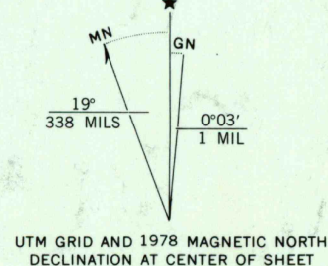 MN
GN
19°
338 MILS
0°03′
1 MIL
UTM GRID AND 1978 MAGNETIC NORTH
DECLINATION AT CENTER OF SHEET